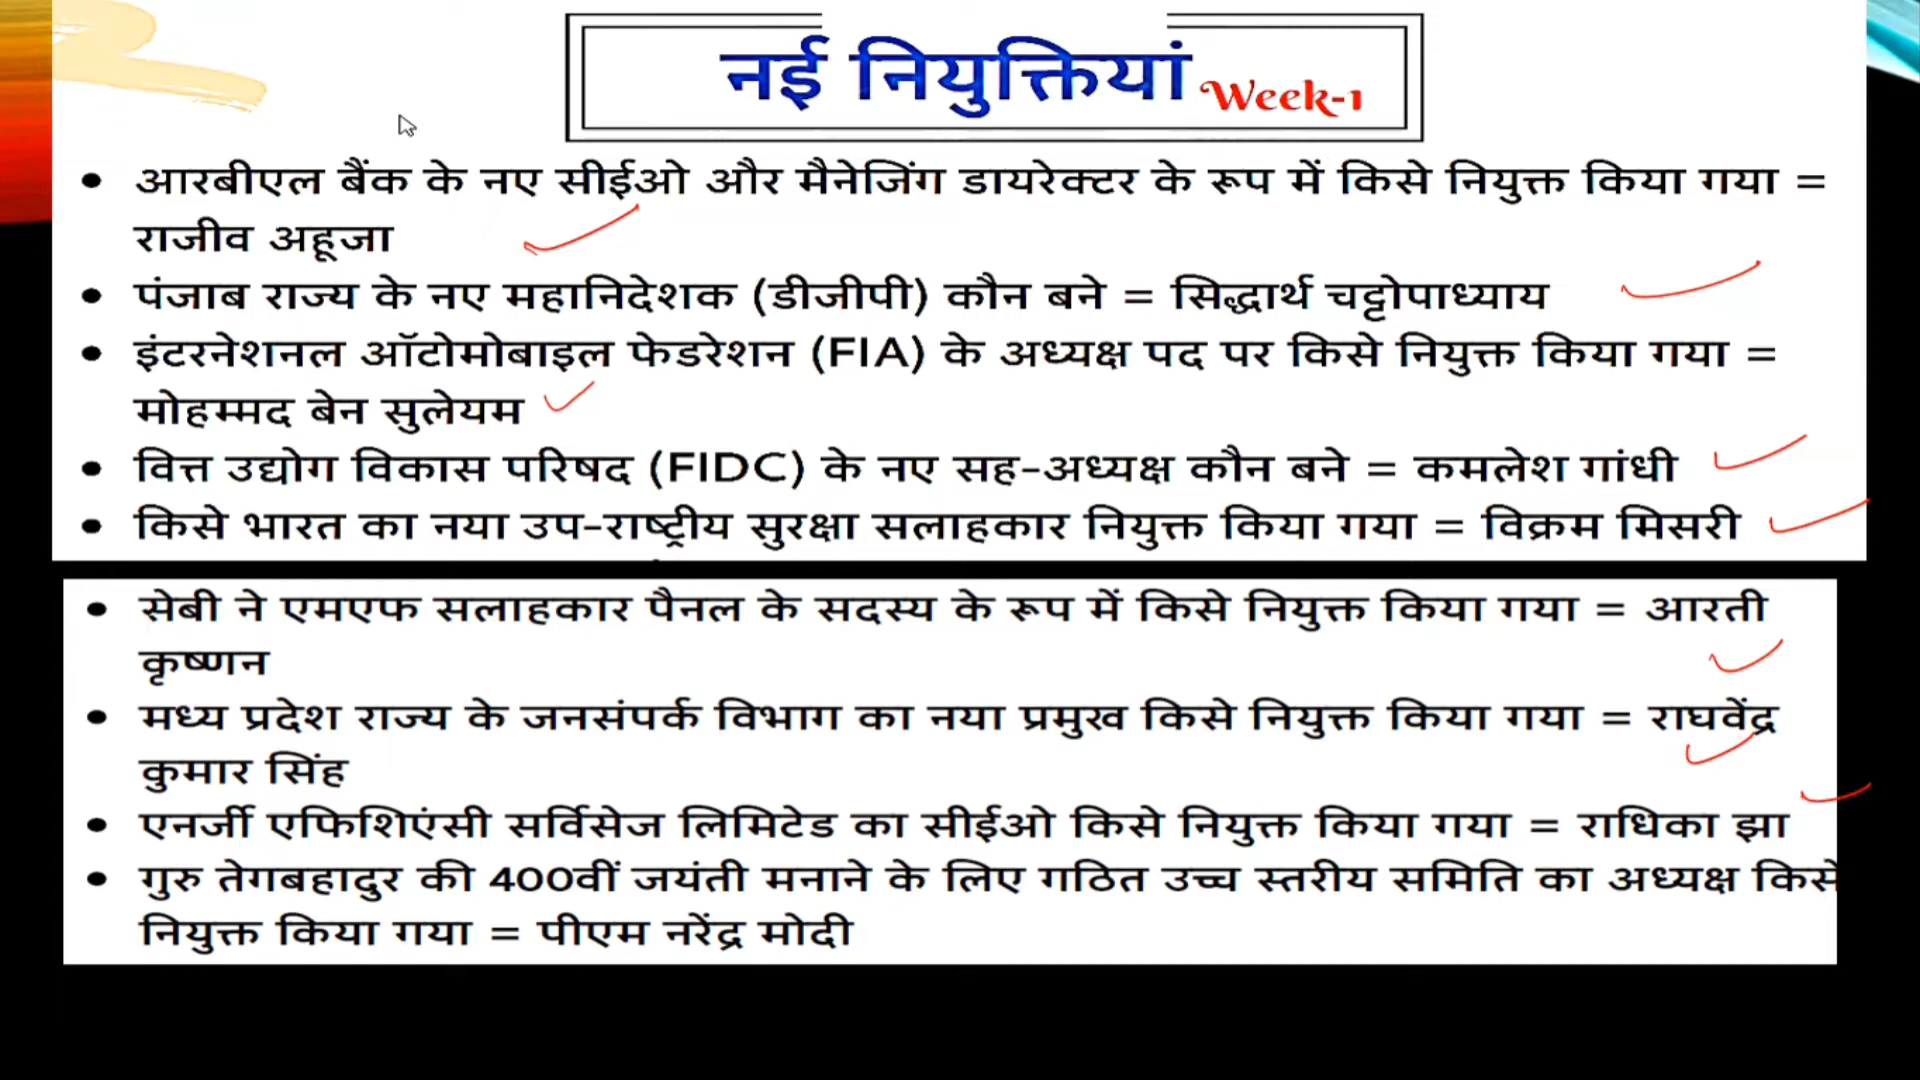 नई नियुक्तियां Week-1
• आरबीएल बैंक के नए सीईओ और मैनेजिंग डायरेक्टर के रूप में किसे नियुक्त किया गया =
राजीव अहूजा
• पंजाब राज्य के नए महानिदेशक (डीजीपी) कौन बने = सिद्धार्थ चट्टोपाध्याय
• इंटरनेशनल ऑटोमोबाइल फेडरेशन (FIA) के अध्यक्ष पद पर किसे नियुक्त किया गया =
मोहम्मद बेन सुलेयम
• वित्त उद्योग विकास परिषद (FIDC) के नए सह-अध्यक्ष कौन बने = कमलेश गांधी
• किसे भारत का नया उप-राष्ट्रीय सुरक्षा सलाहकार नियुक्त किया गया = विक्रम मिसरी
• सेबी ने एमएफ सलाहकार पैनल के सदस्य के रूप में किसे नियुक्त किया गया = आरती
कृष्णन
• मध्य प्रदेश राज्य के जनसंपर्क विभाग का नया प्रमुख किसे नियुक्त किया गया = राघवेंद्र
कुमार सिंह
• एनर्जी एफिशिएंसी सर्विसेज लिमिटेड का सीईओ किसे नियुक्त किया गया = राधिका झा
• गुरु तेगबहादुर की 400वीं जयंती मनाने के लिए गठित उच्च स्तरीय समिति का अध्यक्ष किसे
नियुक्त किया गया = पीएम नरेंद्र मोदी